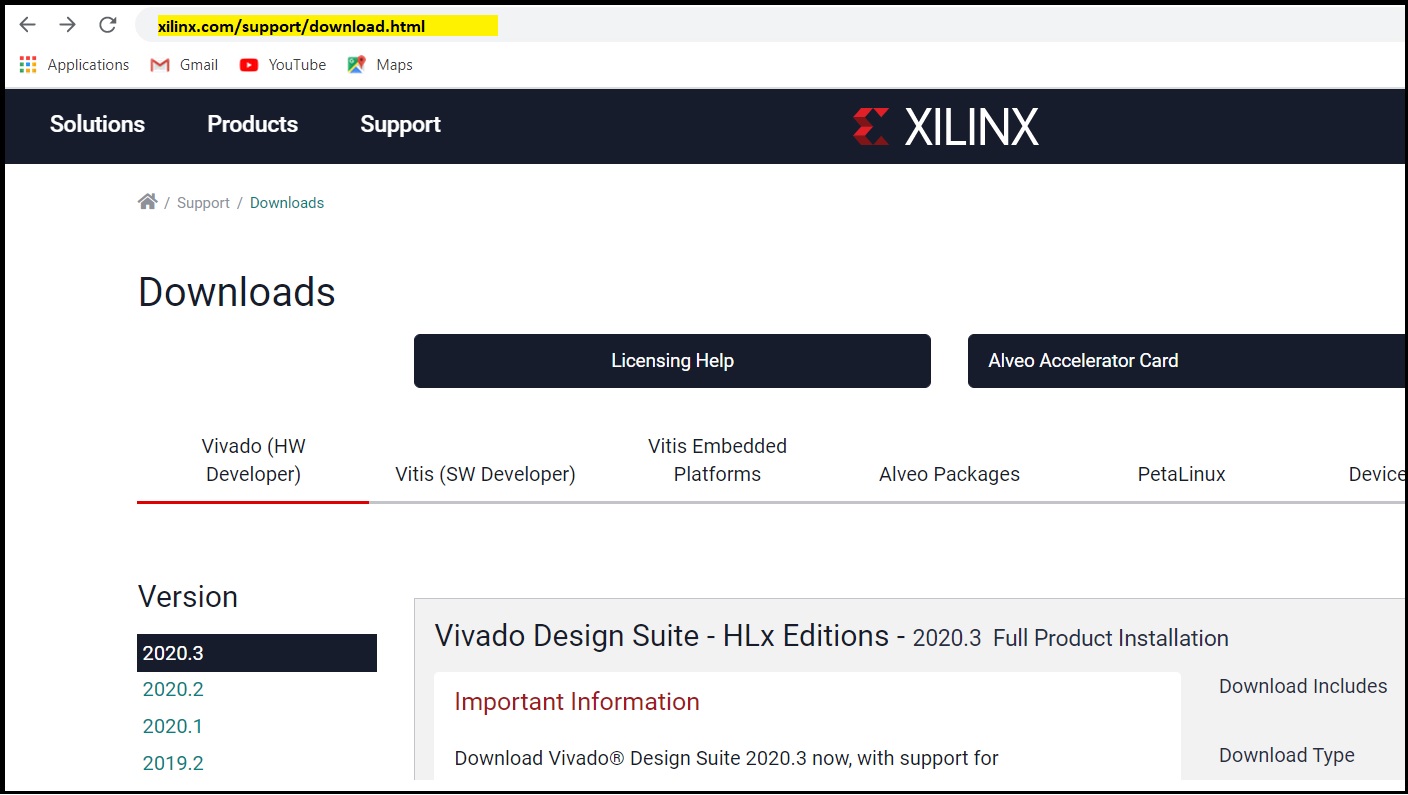 xilinx.com/support/download.html
Applications Gmail YouTube Maps
Solutions Products Support XILINX
/ Support / Downloads
Downloads
Licensing Help Alveo Accelerator Card
Vivado (HW
Developer)
Vitis (SW Developer)
Vitis Embedded
Platforms
Alveo Packages
PetaLinux
Device
Version
2020.3
2020.2
2020.1
2019.2
Vivado Design Suite - HLx Editions - 2020.3 Full Product Installation
Important Information
Download Vivado® Design Suite 2020.3 now, with support for
Download Includes
Download Type